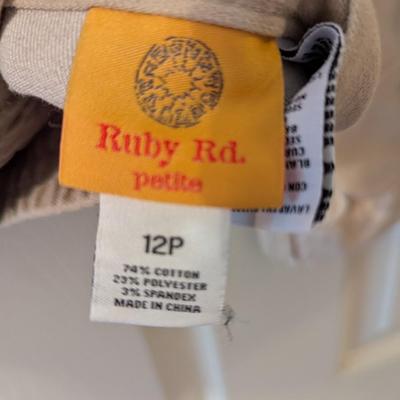 Ruby Rd.
petite
12P
74% COTTON
23% POLYESTER
3% SPANDEX
MADE IN CHINA